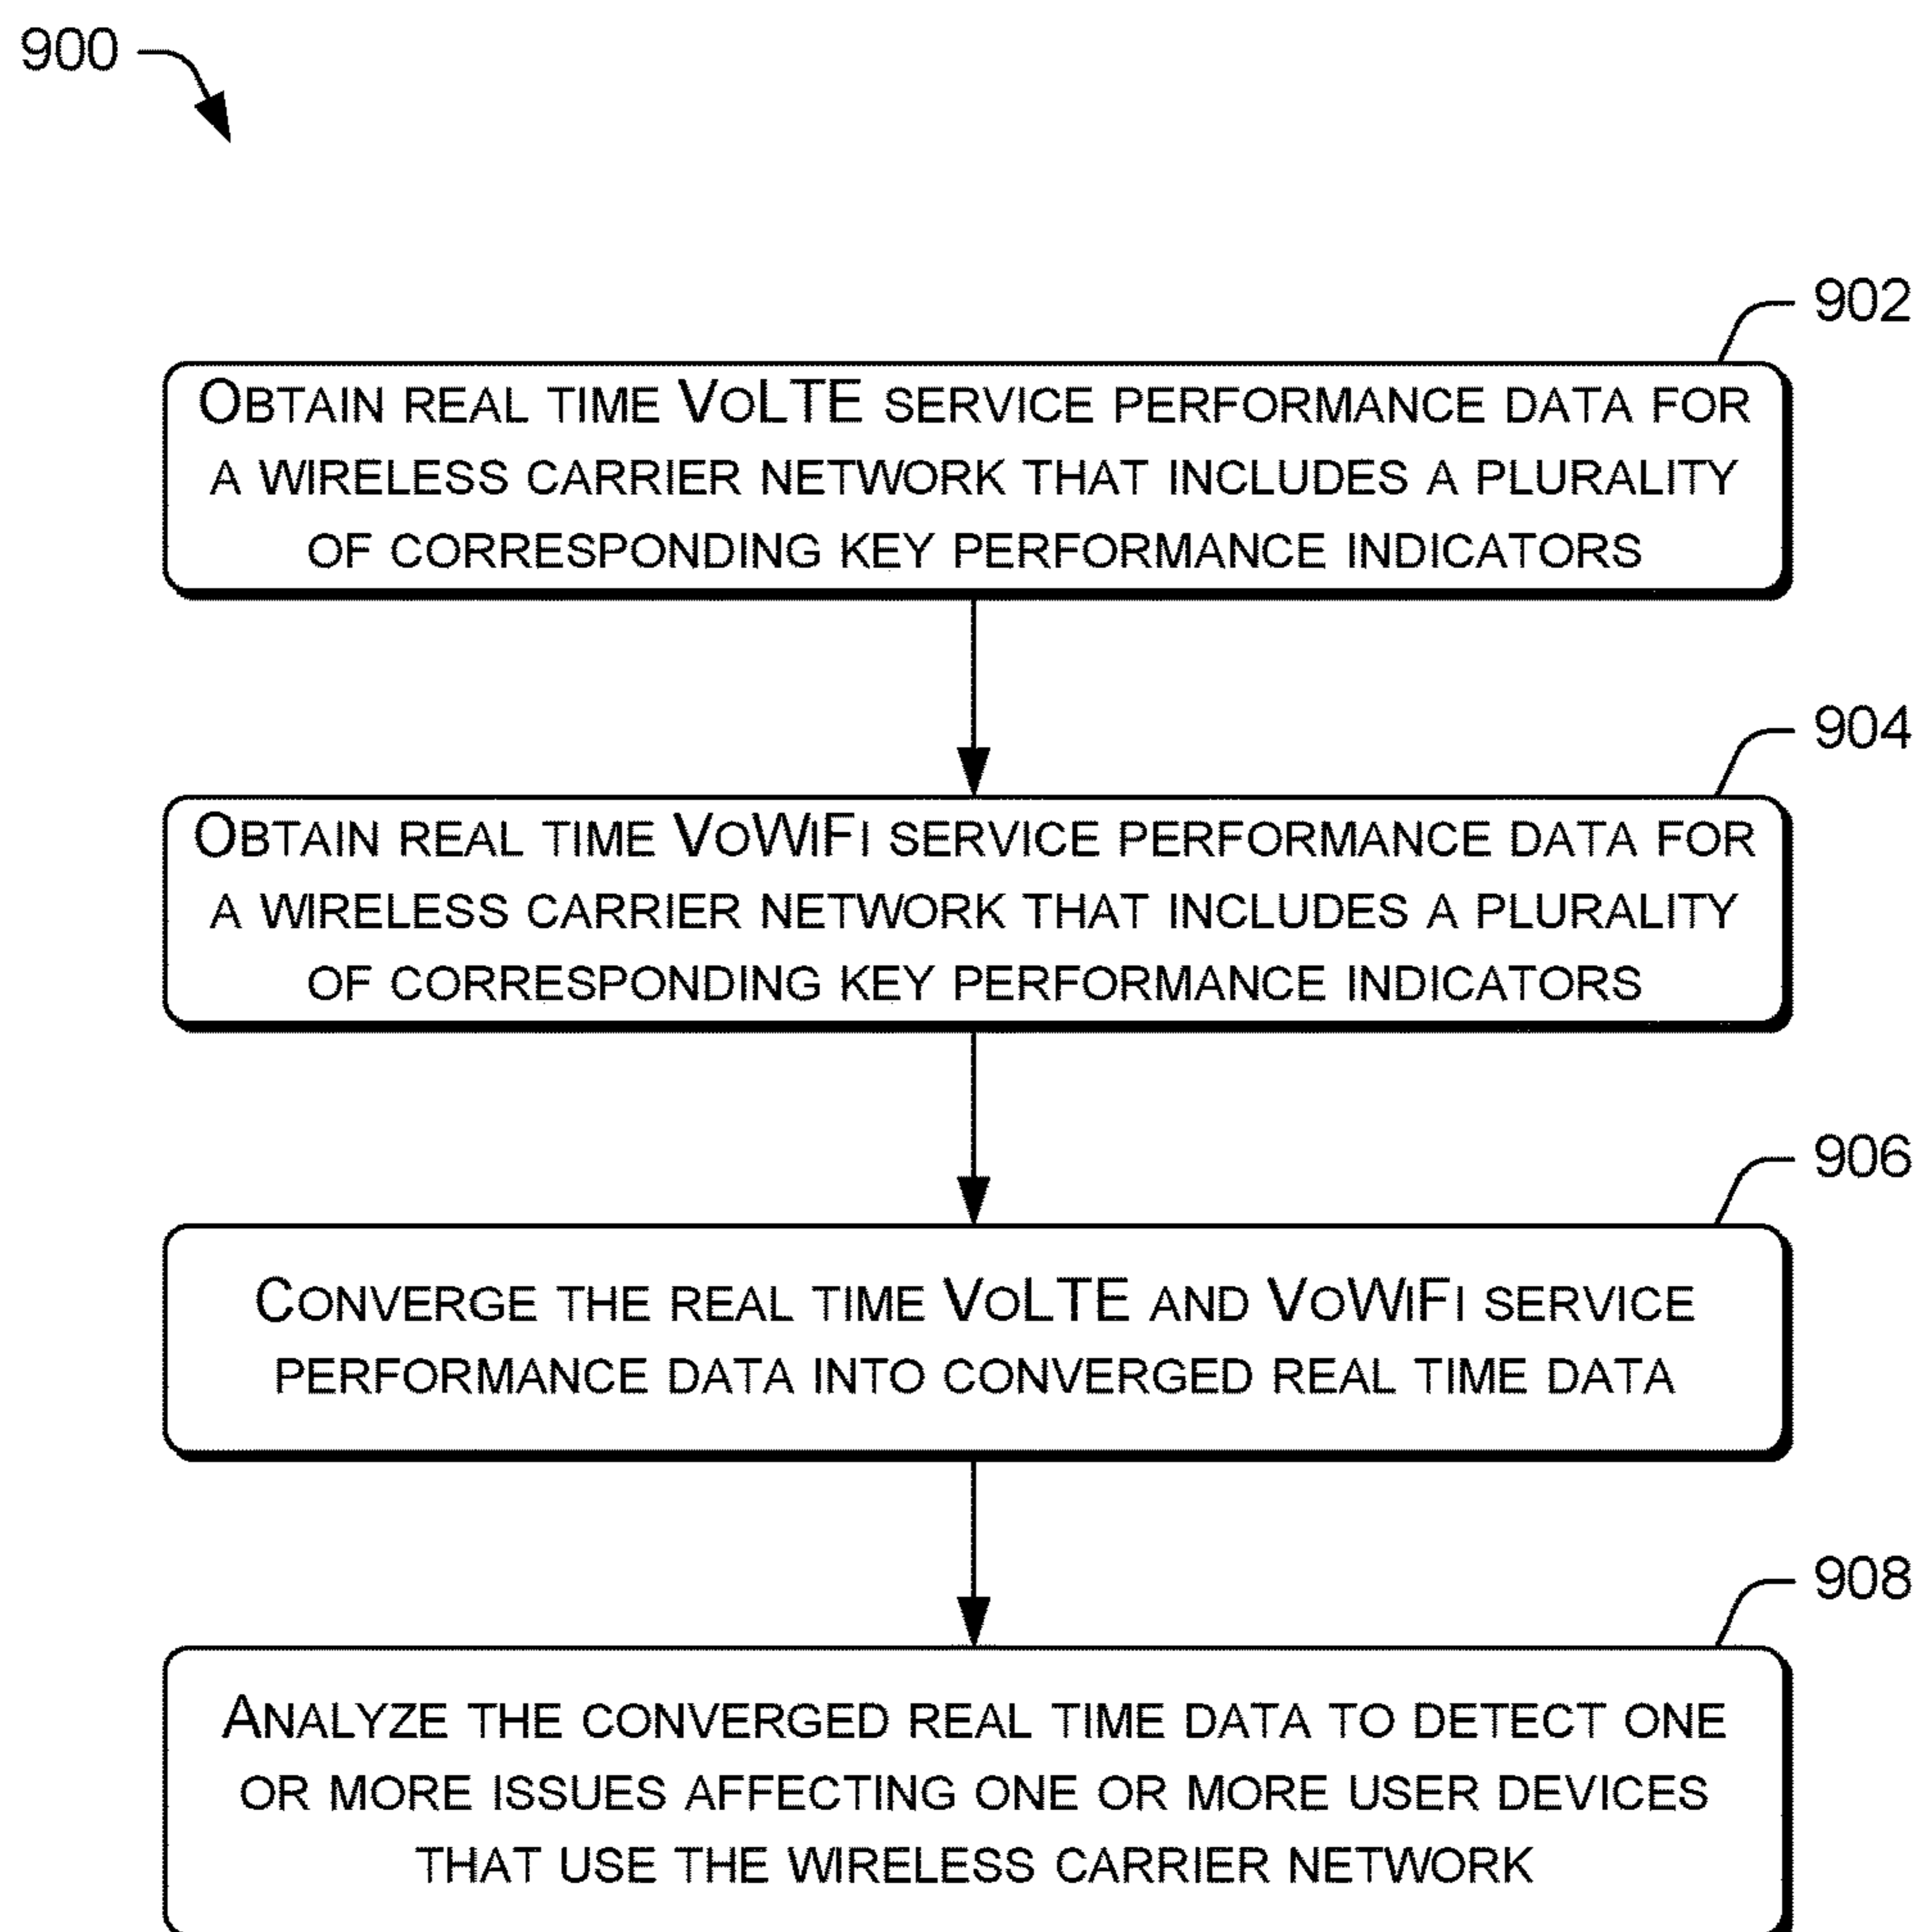 900
902
OBTAIN REAL TIME VOLTE SERVICE PERFORMANCE DATA FOR
A WIRELESS CARRIER NETWORK THAT INCLUDES A PLURALITY
OF CORRESPONDING KEY PERFORMANCE INDICATORS
904
OBTAIN REAL TIME VOWIFI SERVICE PERFORMANCE DATA FOR
A WIRELESS CARRIER NETWORK THAT INCLUDES A PLURALITY
OF CORRESPONDING KEY PERFORMANCE INDICATORS
906
CONVERGE THE REAL TIME VOLTE AND VOWIFI SERVICE
PERFORMANCE DATA INTO CONVERGED REAL TIME DATA
908
ANALYZE THE CONVERGED REAL TIME DATA TO DETECT ONE
OR MORE ISSUES AFFECTING ONE OR MORE USER DEVICES
THAT USE THE WIRELESS CARRIER NETWORK